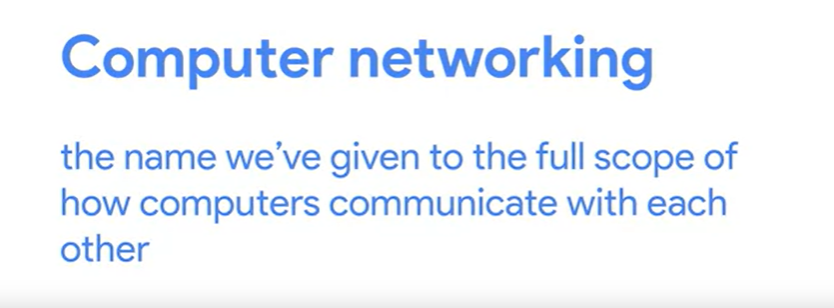 Computer networking
the name we’ve given to the full scope of
how computers communicate with each
other